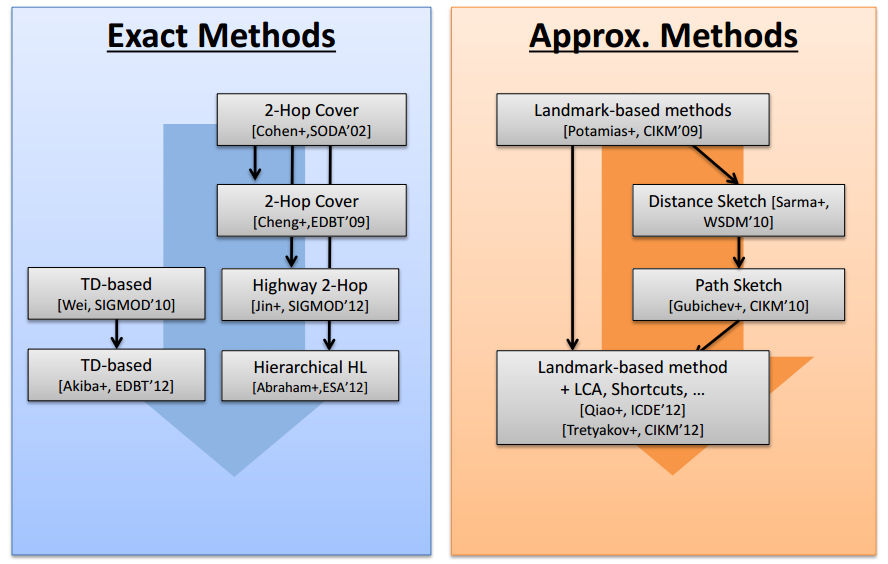 Exact Methods
2-Hop Cover
[Cohen+,SODA'02]
2-Hop Cover
[Cheng+,EDBT'09]
TD-based
[Wei, SIGMOD'10]
Highway 2-Hop
[Jin+, SIGMOD'12]
TD-based
[Akiba+, EDBT'12]
Hierarchical HL
[Abraham+,ESA'12]
Approx. Methods
Landmark-based methods
[Potamias+, CIKM'09]
Distance Sketch [Sarma+,
WSDM'10]
Path Sketch
[Gubichev+, CIKM'10]
Landmark-based method
+ LCA, Shortcuts, …
[Qiao+, ICDE'12]
[Tretyakov+, CIKM'12]